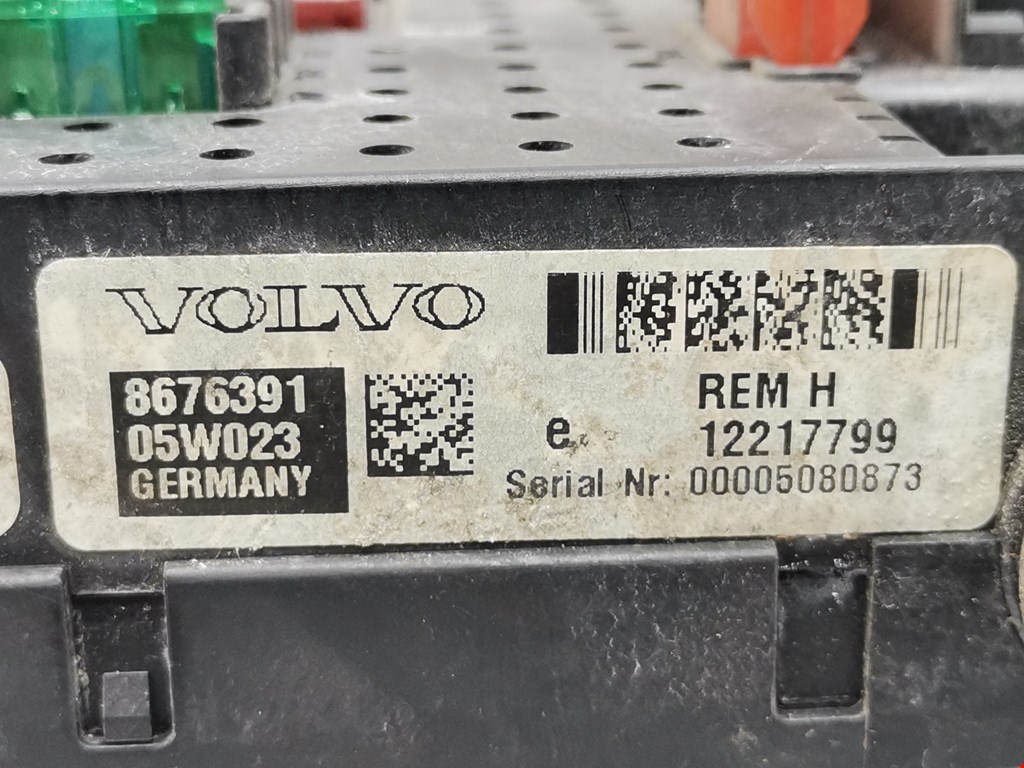 VOLVO
8676391
05W023
GERMANY
REM H
e 12217799
Serial Nr: 00005080873